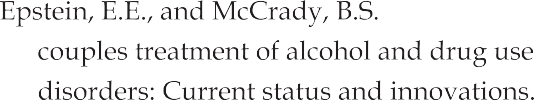 Epstein, E.E., and McCrady, B.S.
couples treatment of alcohol and drug use
disorders: Current status and innovations.